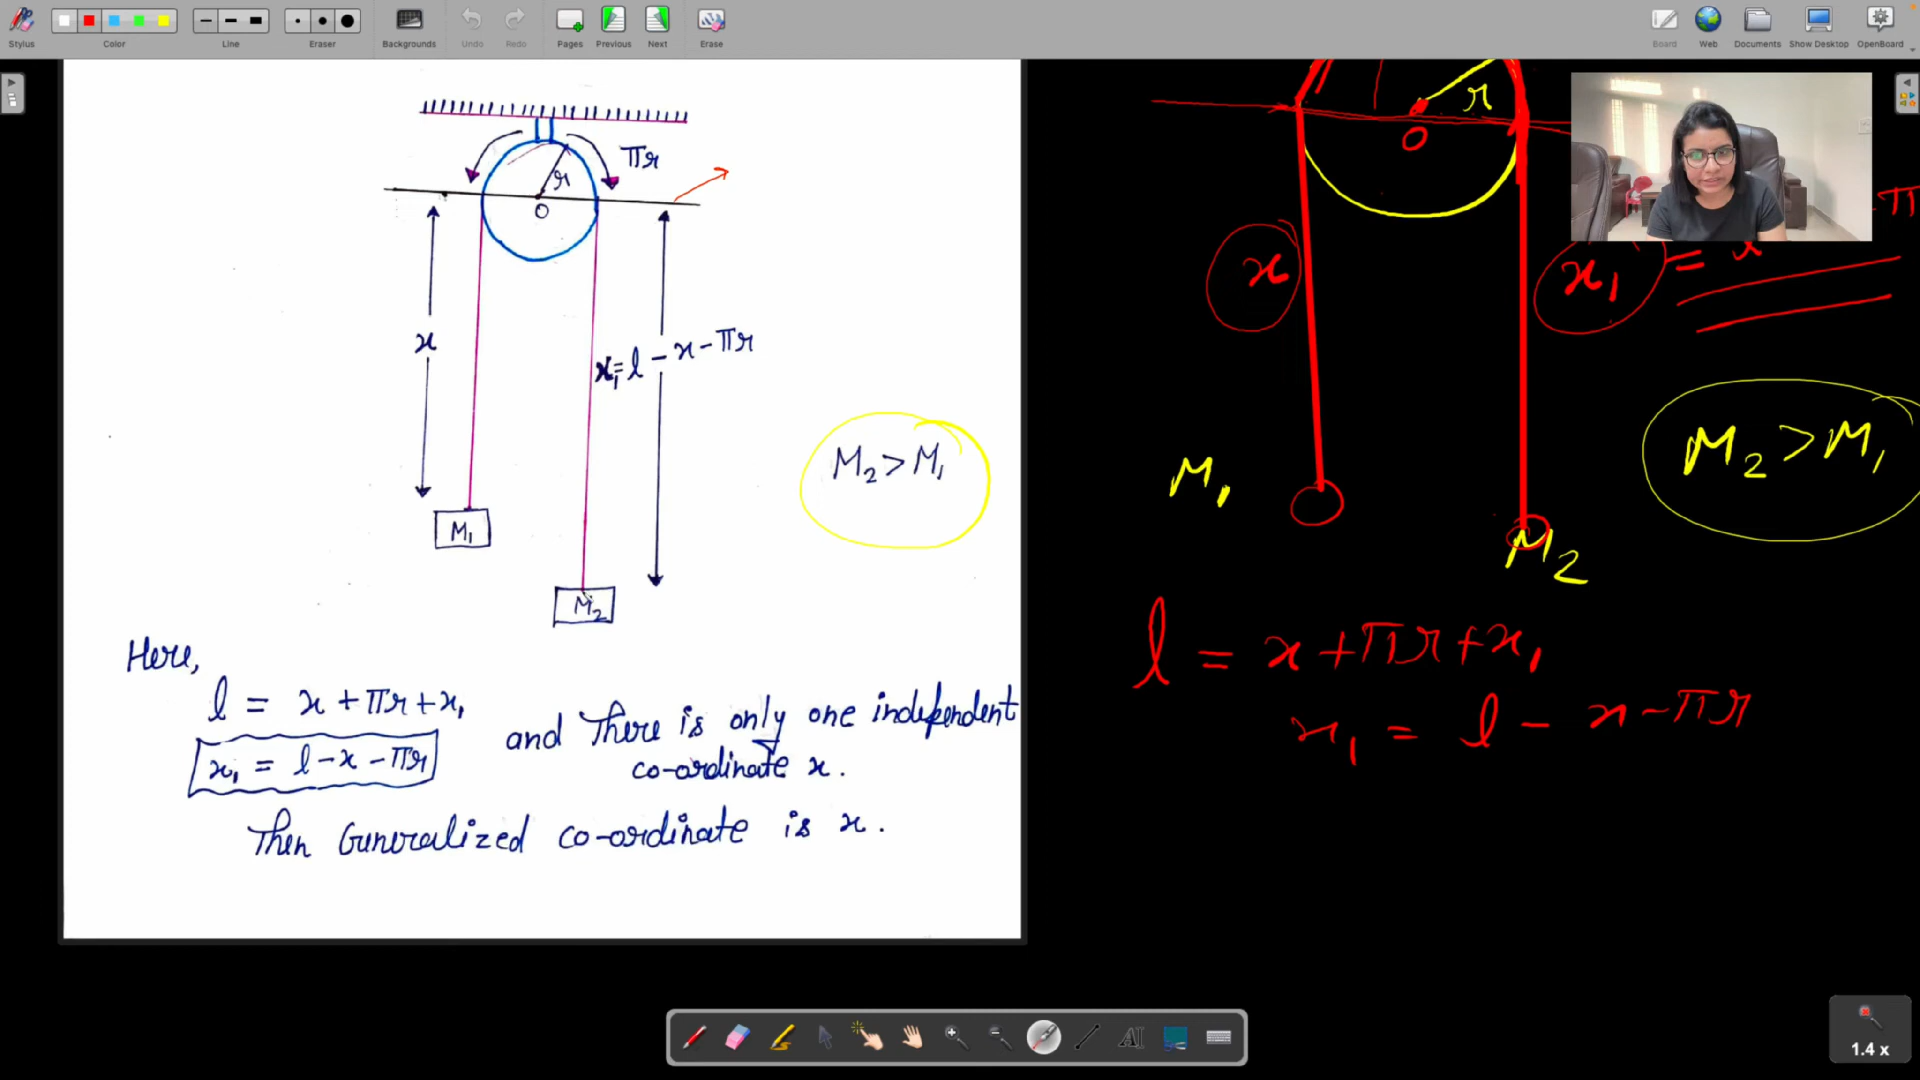 Stylus
Color
Line
Eraser
Backgrounds
Undo
Redo
Pages
Previous
Next
Erase
Board
Web
Documents
Show Desktop
OpenBoard
πr
r
O
x
x₁=l-x-πr
M₂>M₁
M₁
M₂
Here,
l = x+πr+x₁
x₁ = l-x-πr
and There is only one independent
co-ordinate x.
Then Generalized co-ordinate is x.
r
O
x
x₁ =
M₂>M₁
M₁
M₂
l = x+πr+x₁
x₁ = l - x-πr
1.4 x